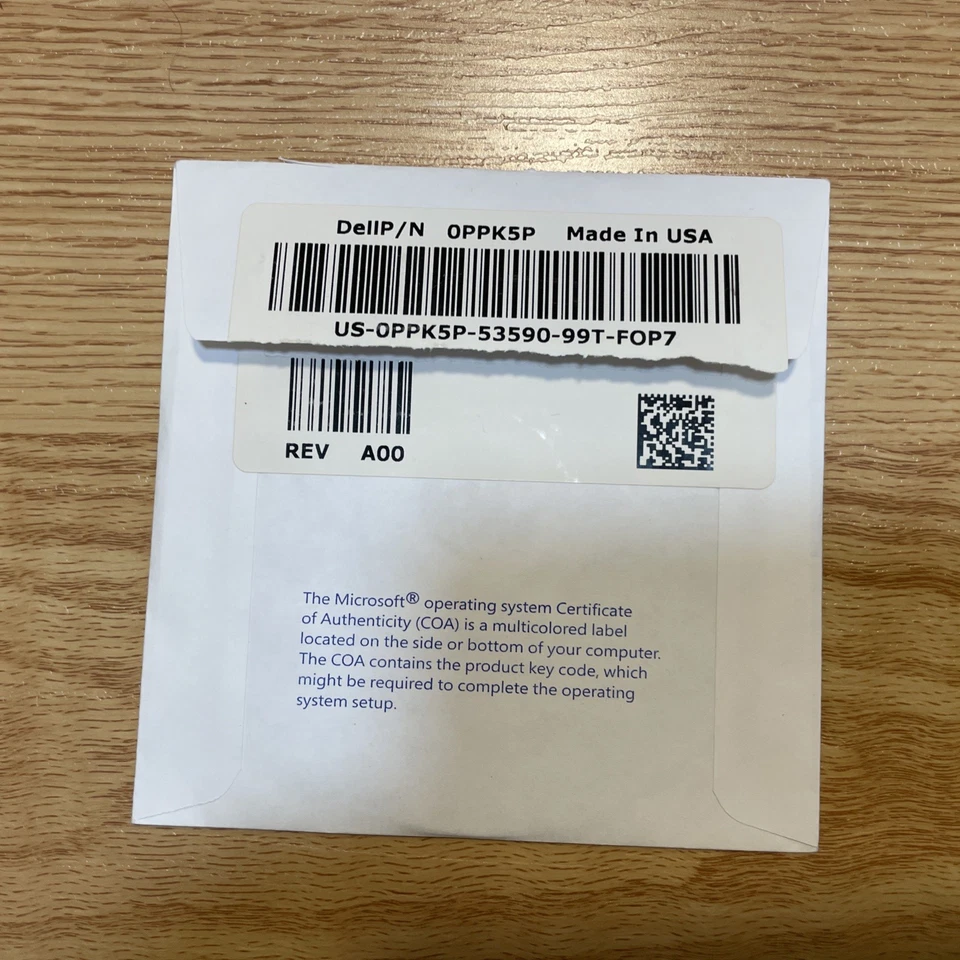 DellP/N 0PPK5P Made In USA
US-0PPK5P-53590-99T-FOP7
REV A00
The Microsoft® operating system Certificate
of Authenticity (COA) is a multicolored label
located on the side or bottom of your computer.
The COA contains the product key code, which
might be required to complete the operating
system setup.